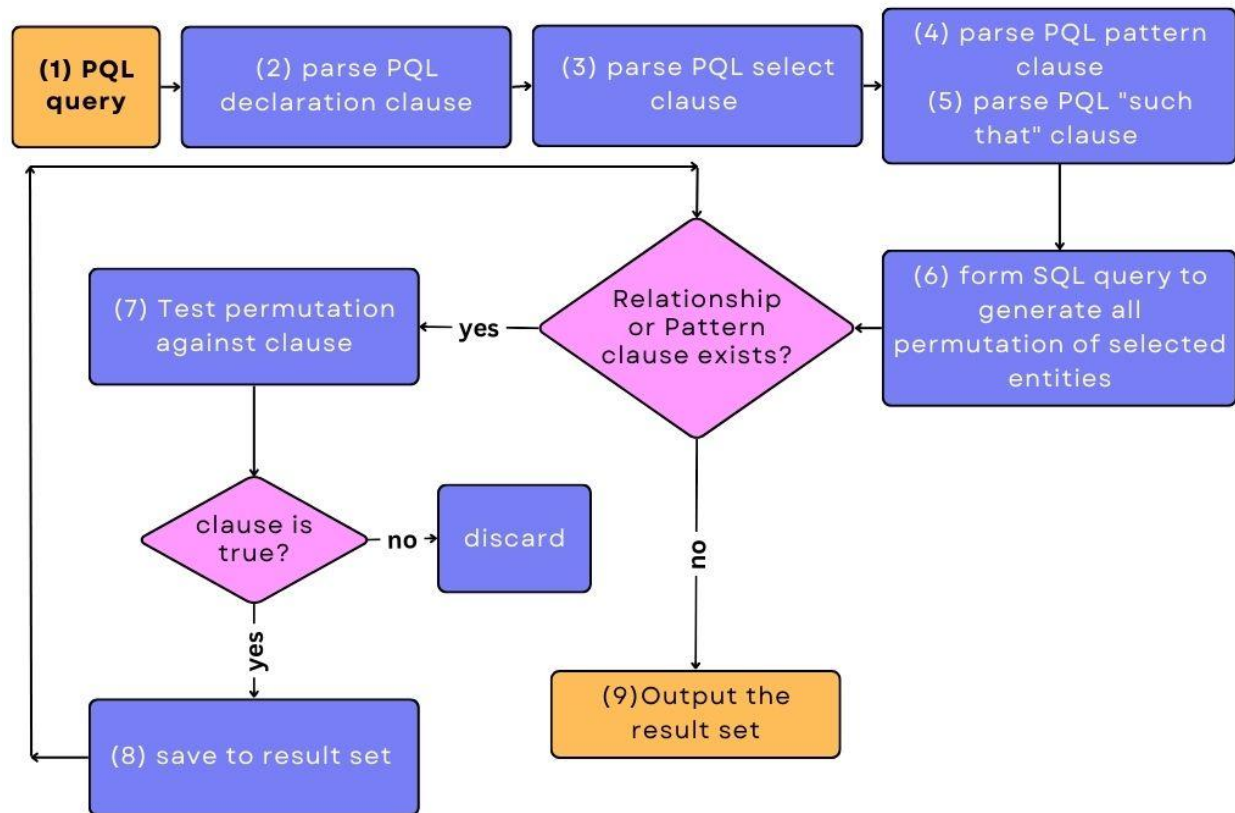 (1) PQL
query
(2) parse PQL
declaration clause
(3) parse PQL select
clause
(4) parse PQL pattern
clause
(5) parse PQL "such
that" clause
(6) form SQL query to
generate all
permutation of selected
entities
Relationship
or Pattern
clause exists?
yes
(7) Test permutation
against clause
clause is
true?
no
discard
yes
(8) save to result set
no
(9)Output the
result set